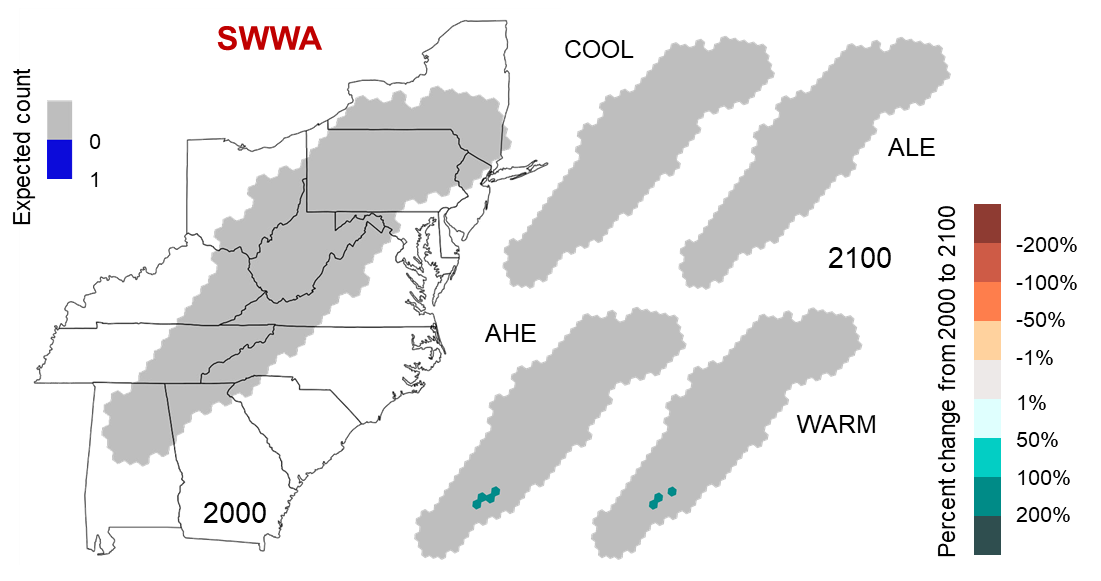 SWWA
Expected count
0
1
2000
COOL
ALE
2100
AHE
WARM
Percent change from 2000 to 2100
-200%
-100%
-50%
-1%
1%
50%
100%
200%